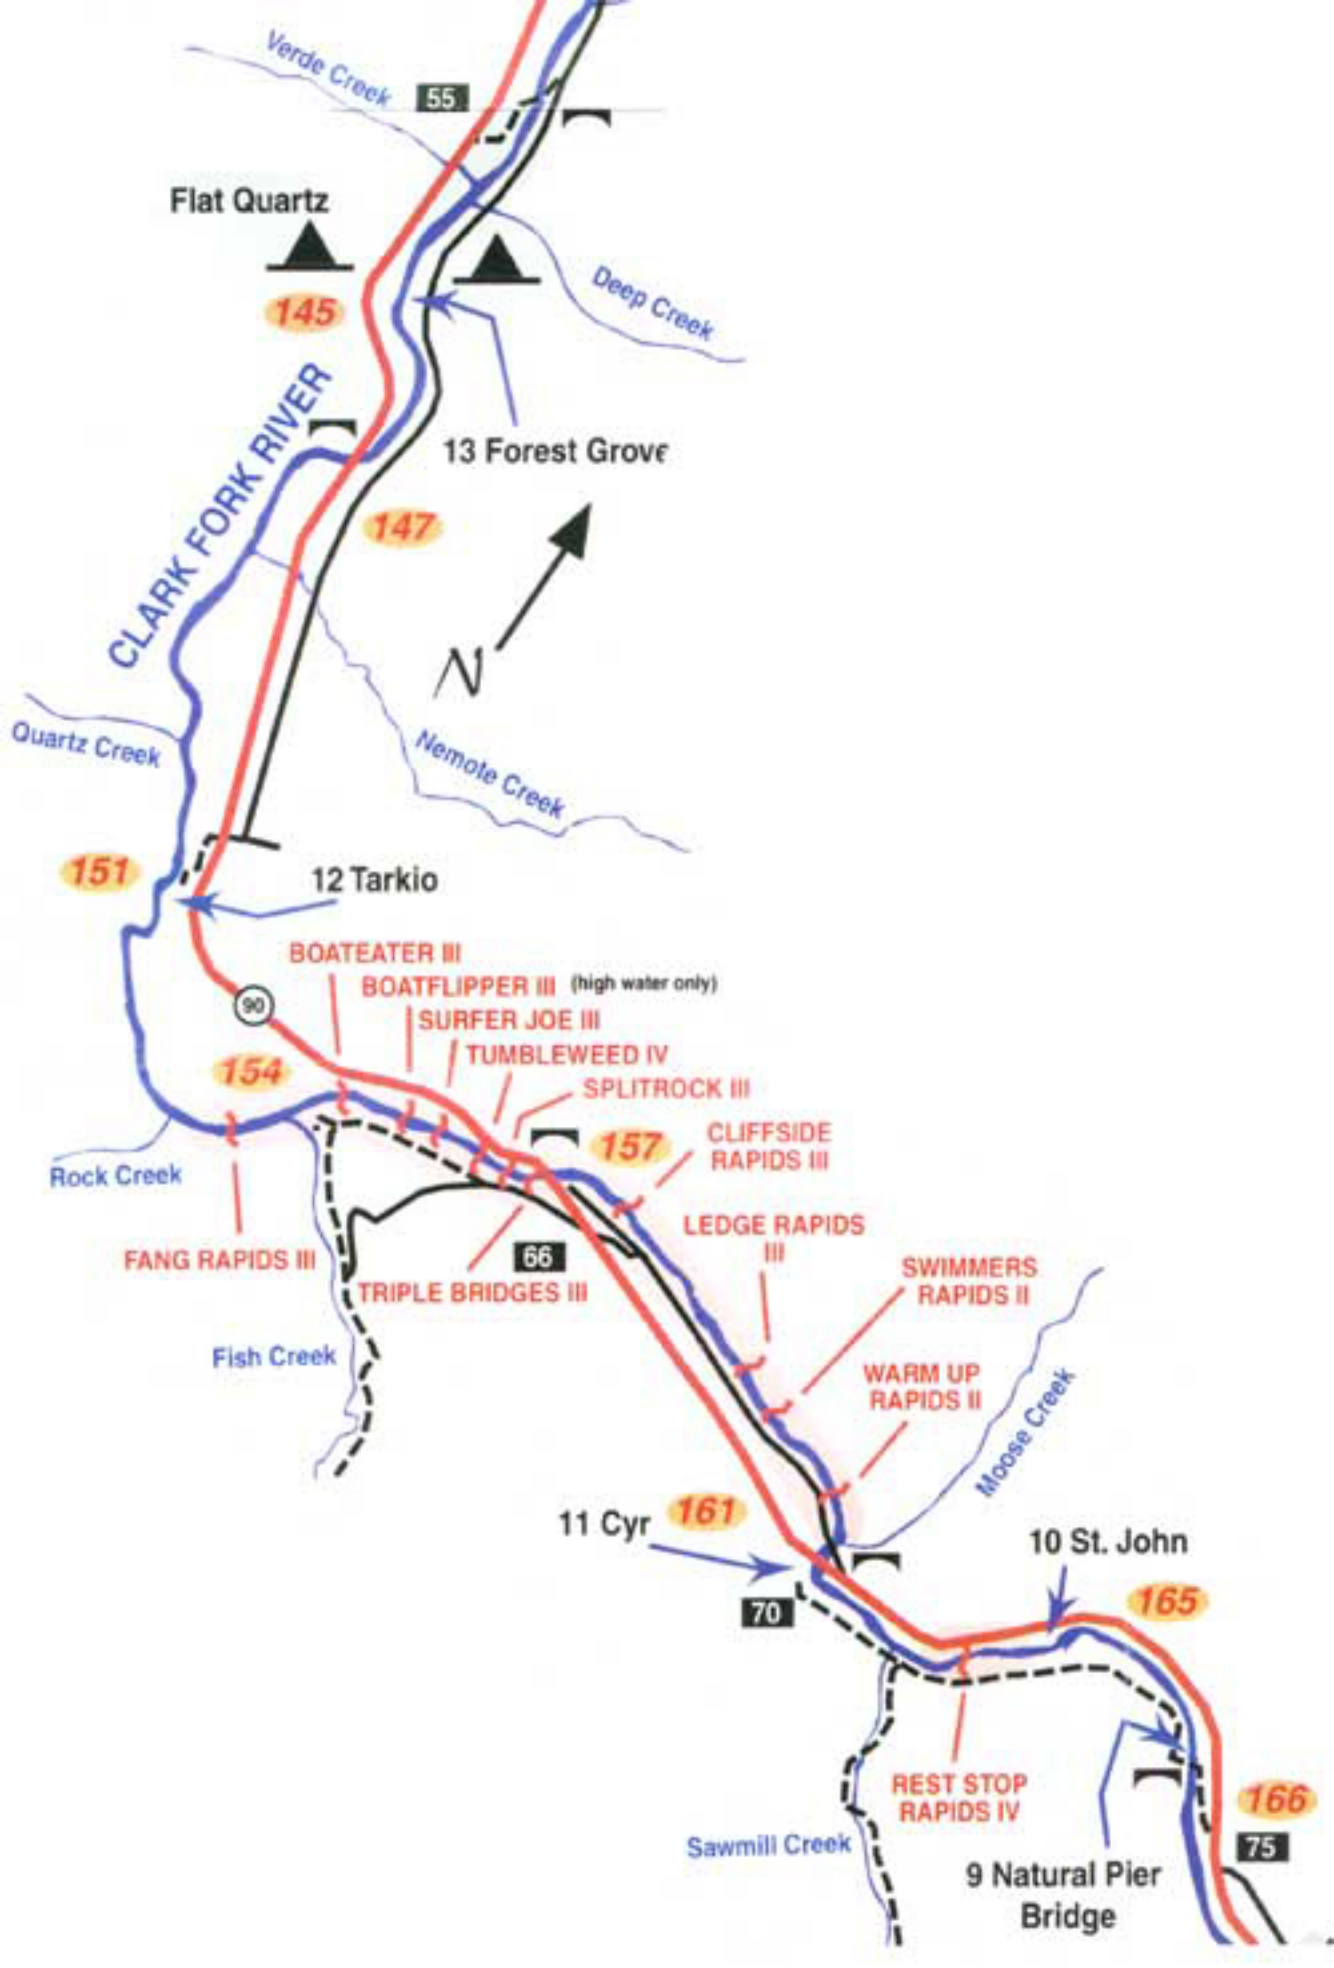 Verde Creek
55
Flat Quartz
145
Deep Creek
CLARK FORK RIVER
13 Forest Grove
147
N
Quartz Creek
Nemote Creek
151
12 Tarkio
BOATEATER III
BOATFLIPPER III (high water only)
90
SURFER JOE III
TUMBLEWEED IV
154
SPLITROCK III
157
CLIFFSIDE
RAPIDS III
Rock Creek
LEDGE RAPIDS
III
FANG RAPIDS III
66
TRIPLE BRIDGES III
SWIMMERS
RAPIDS II
Fish Creek
WARM UP
RAPIDS II
Moose Creek
11 Cyr
161
10 St. John
70
165
REST STOP
RAPIDS IV
166
Sawmill Creek
75
9 Natural Pier
Bridge